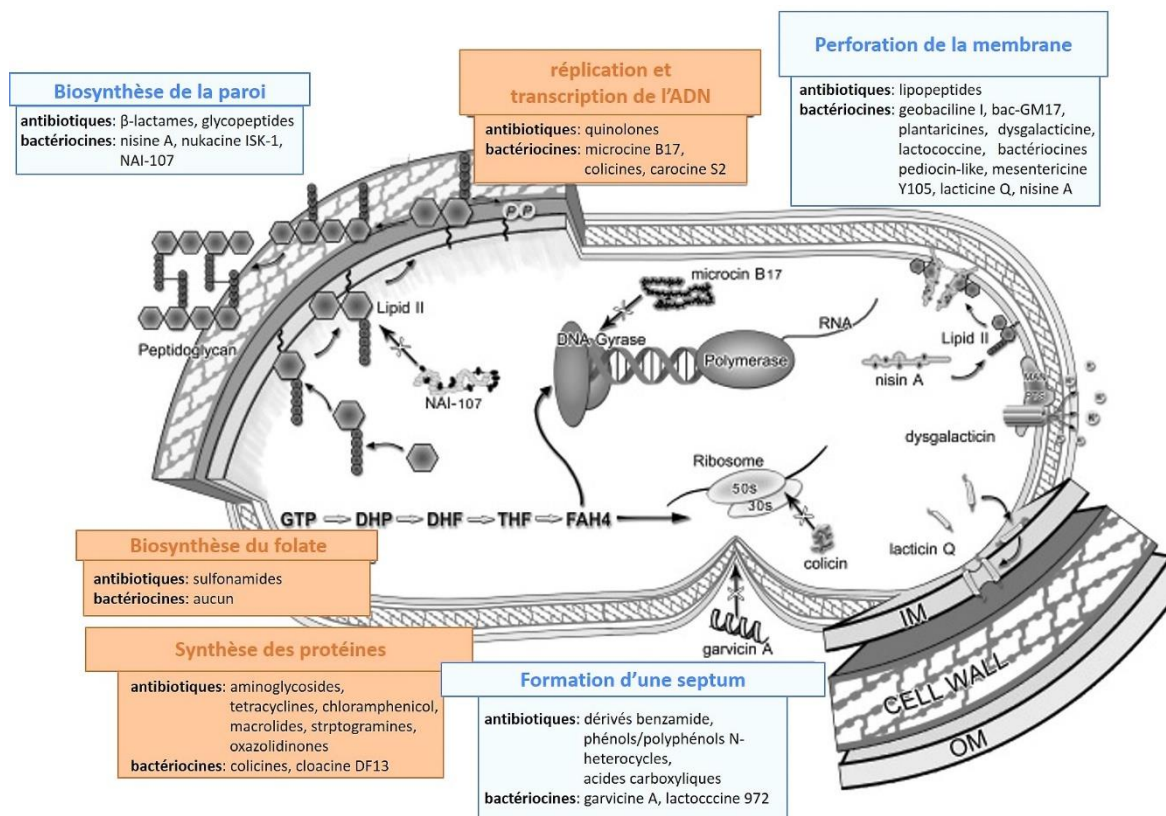 Biosynthèse de la paroi
antibiotiques: β-lactames, glycopeptides
bactériocines: nisine A, nukacine ISK-1,
NAI-107
réplication et
transcription de l'ADN
antibiotiques: quinolones
bactériocines: microcine B17,
colicines, carocine S2
Perforation de la membrane
antibiotiques: lipopeptides
bactériocines: geobaciline I, bac-GM17,
plantaricines, dysgalacticine,
lactococcine, bactériocines
pediocin-like, mesentericine
Y105, lacticine Q, nisine A
P P
Peptidoglycan
Lipid II
NAI-107
microcin B17
DNA Gyrase
Polymerase
RNA
Lipid II
nisin A
MAN
PTS
K+
dysgalacticin
Ribosome
50s
30s
colicin
lacticin Q
GTP DHP DHF THF FAH4
garvicin A
IM
CELL WALL
OM
Biosynthèse du folate
antibiotiques: sulfonamides
bactériocines: aucun
Synthèse des protéines
antibiotiques: aminoglycosides,
tetracyclines, chloramphenicol,
macrolides, strptogramines,
oxazolidinones
bactériocines: colicines, cloacine DF13
Formation d'une septum
antibiotiques: dérivés benzamide,
phénols/polyphénols N-
heterocycles,
acides carboxyliques
bactériocines: garvicine A, lactocccine 972